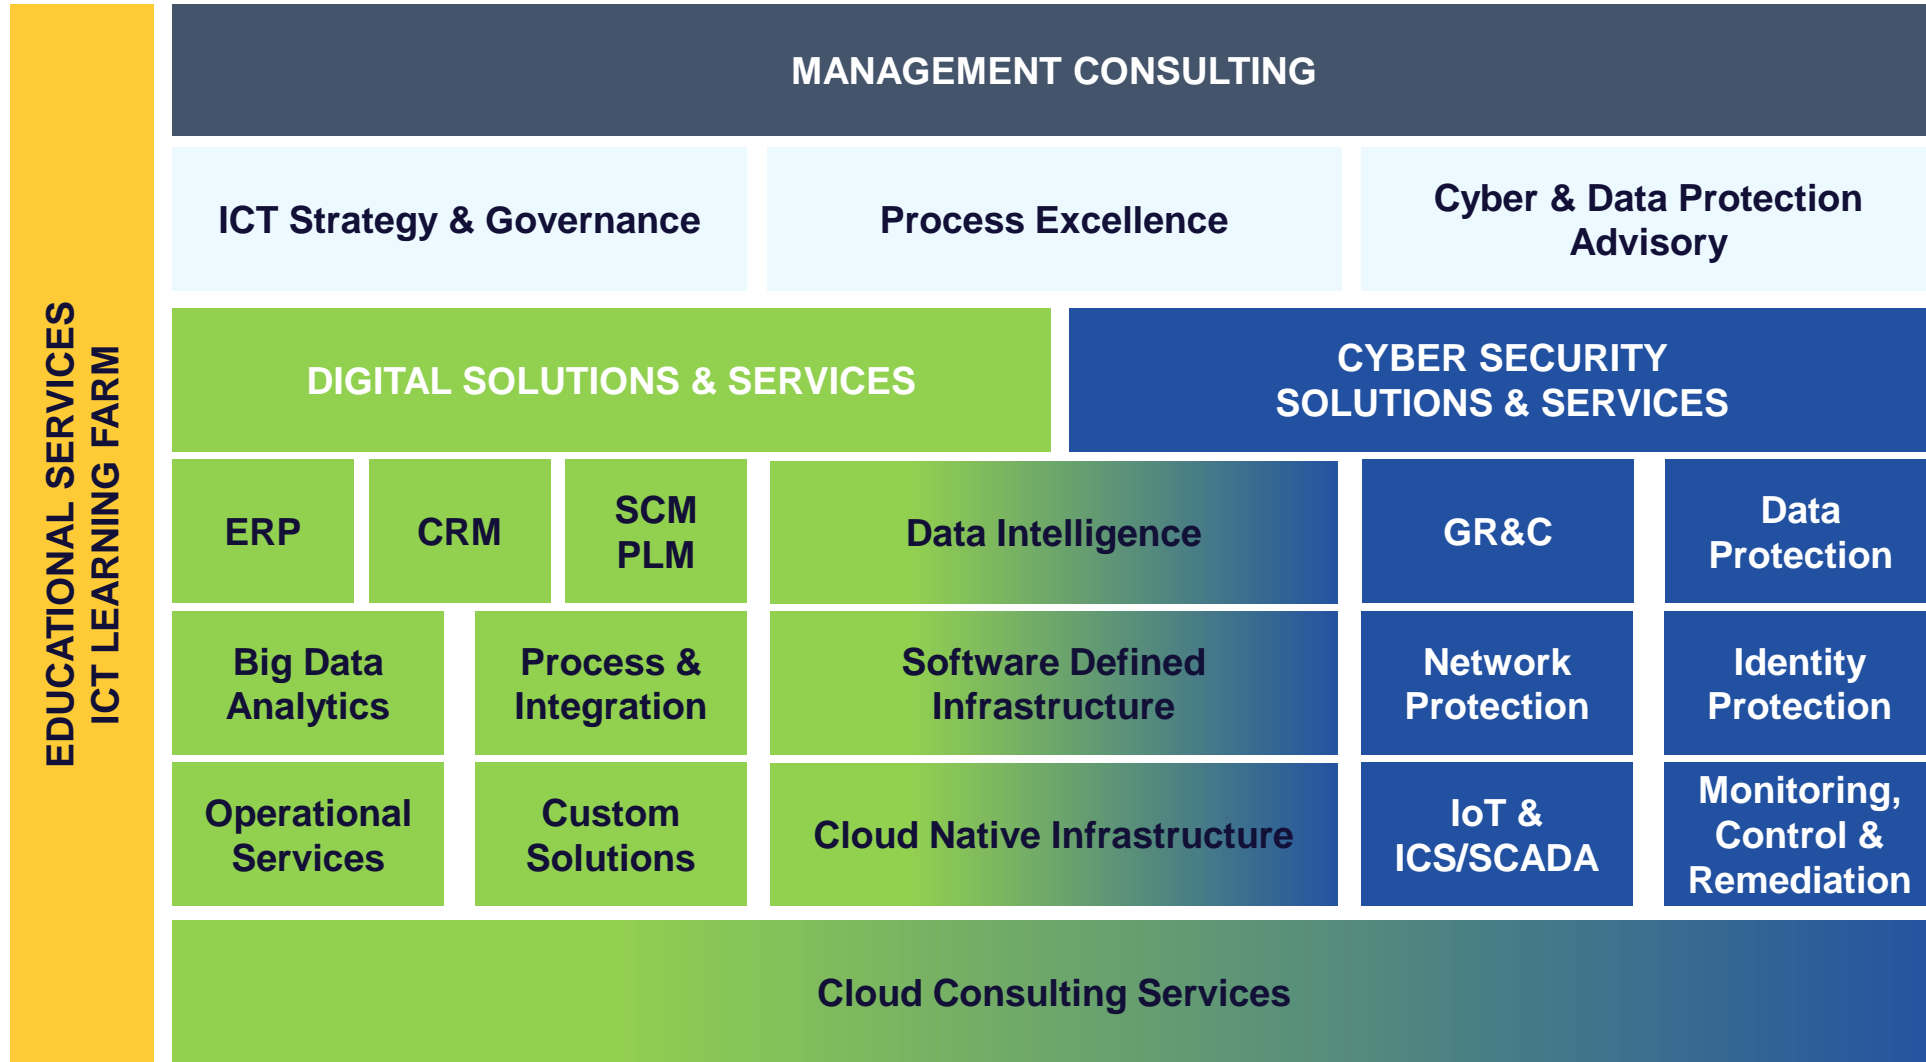 EDUCATIONAL SERVICES
ICT LEARNING FARM
MANAGEMENT CONSULTING
ICT Strategy & Governance
Process Excellence
Cyber & Data Protection
Advisory
DIGITAL SOLUTIONS & SERVICES
CYBER SECURITY
SOLUTIONS & SERVICES
ERP
CRM
SCM
PLM
Data Intelligence
GR&C
Data
Protection
Big Data
Analytics
Process &
Integration
Software Defined
Infrastructure
Network
Protection
Identity
Protection
Operational
Services
Custom
Solutions
Cloud Native Infrastructure
IoT &
ICS/SCADA
Monitoring,
Control &
Remediation
Cloud Consulting Services